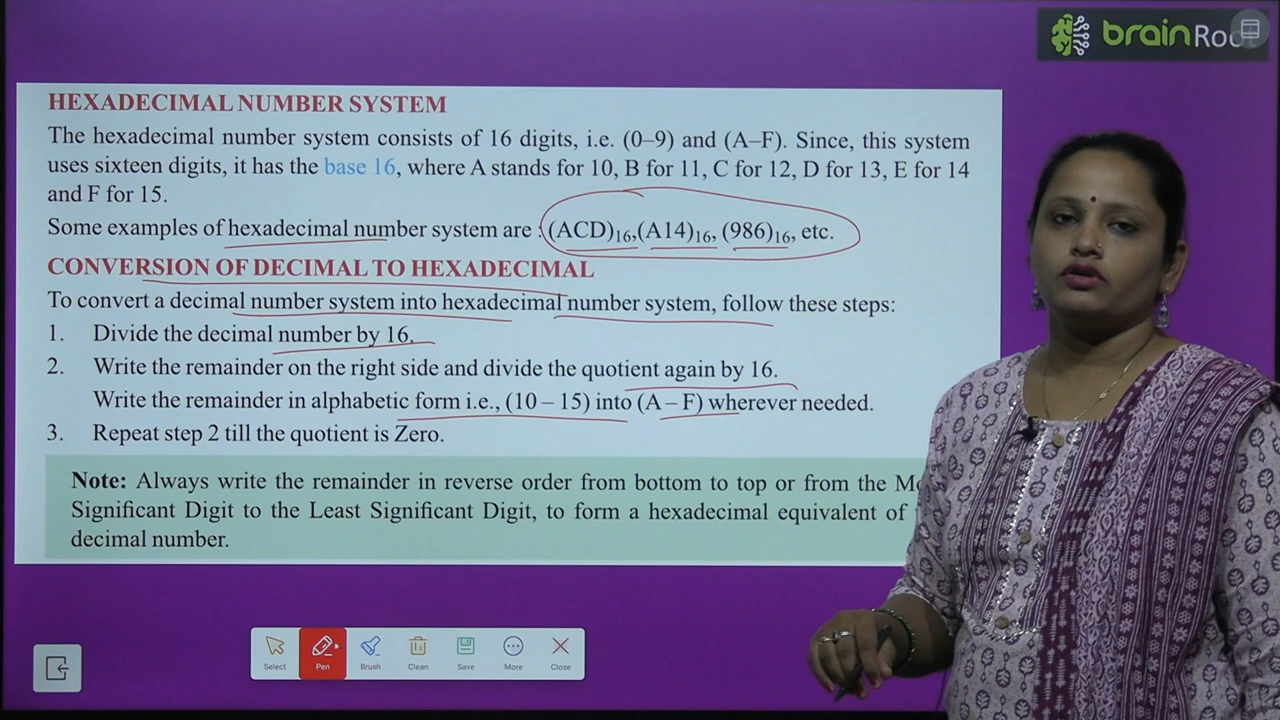 brainRoo
HEXADECIMAL NUMBER SYSTEM
The hexadecimal number system consists of 16 digits, i.e. (0–9) and (A–F). Since, this system
uses sixteen digits, it has the base 16, where A stands for 10, B for 11, C for 12, D for 13, E for 14
and F for 15.
Some examples of hexadecimal number system are : (ACD)₁₆,(A14)₁₆, (986)₁₆, etc.
CONVERSION OF DECIMAL TO HEXADECIMAL
To convert a decimal number system into hexadecimal number system, follow these steps:
1. Divide the decimal number by 16.
2. Write the remainder on the right side and divide the quotient again by 16.
Write the remainder in alphabetic form i.e., (10 – 15) into (A – F) wherever needed.
3. Repeat step 2 till the quotient is Zero.
Note: Always write the remainder in reverse order from bottom to top or from the
Significant Digit to the Least Significant Digit, to form a hexadecimal equivalent of
decimal number.
Select Pen Brush Clean Save More Close